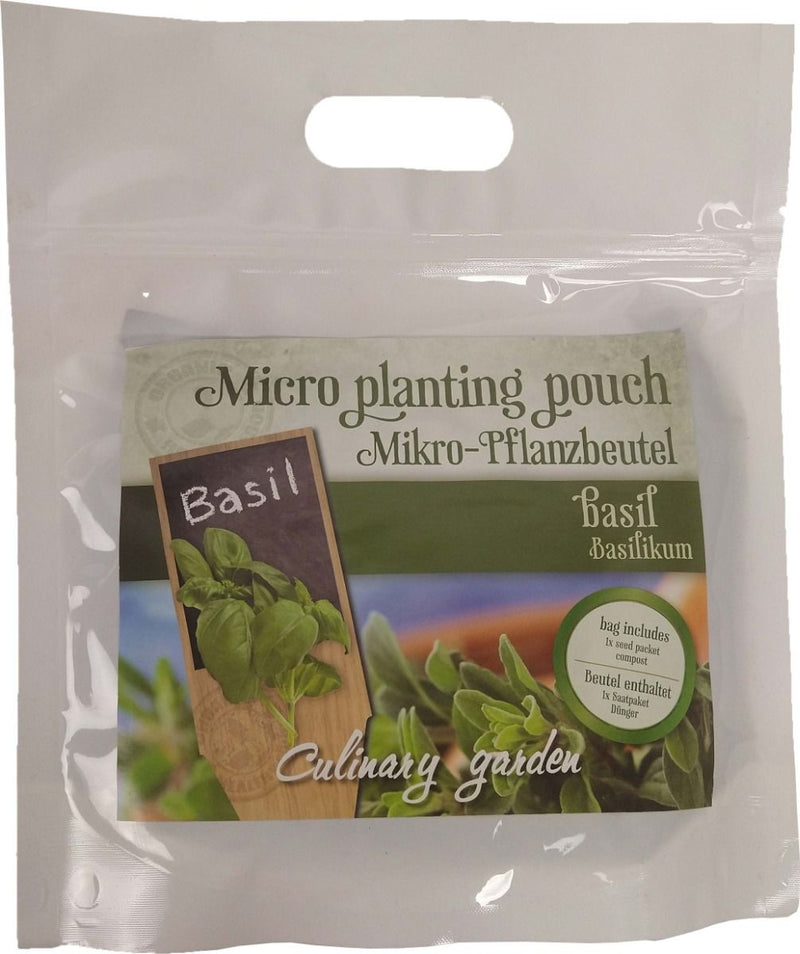 Micro planting pouch
Mikro-Pflanzbeutel
Basil
Basil
Basilikum
bag includes
1x seed packet
compost
Beutel enthaltet
1x Saatpaket
Dünger
Culinary garden